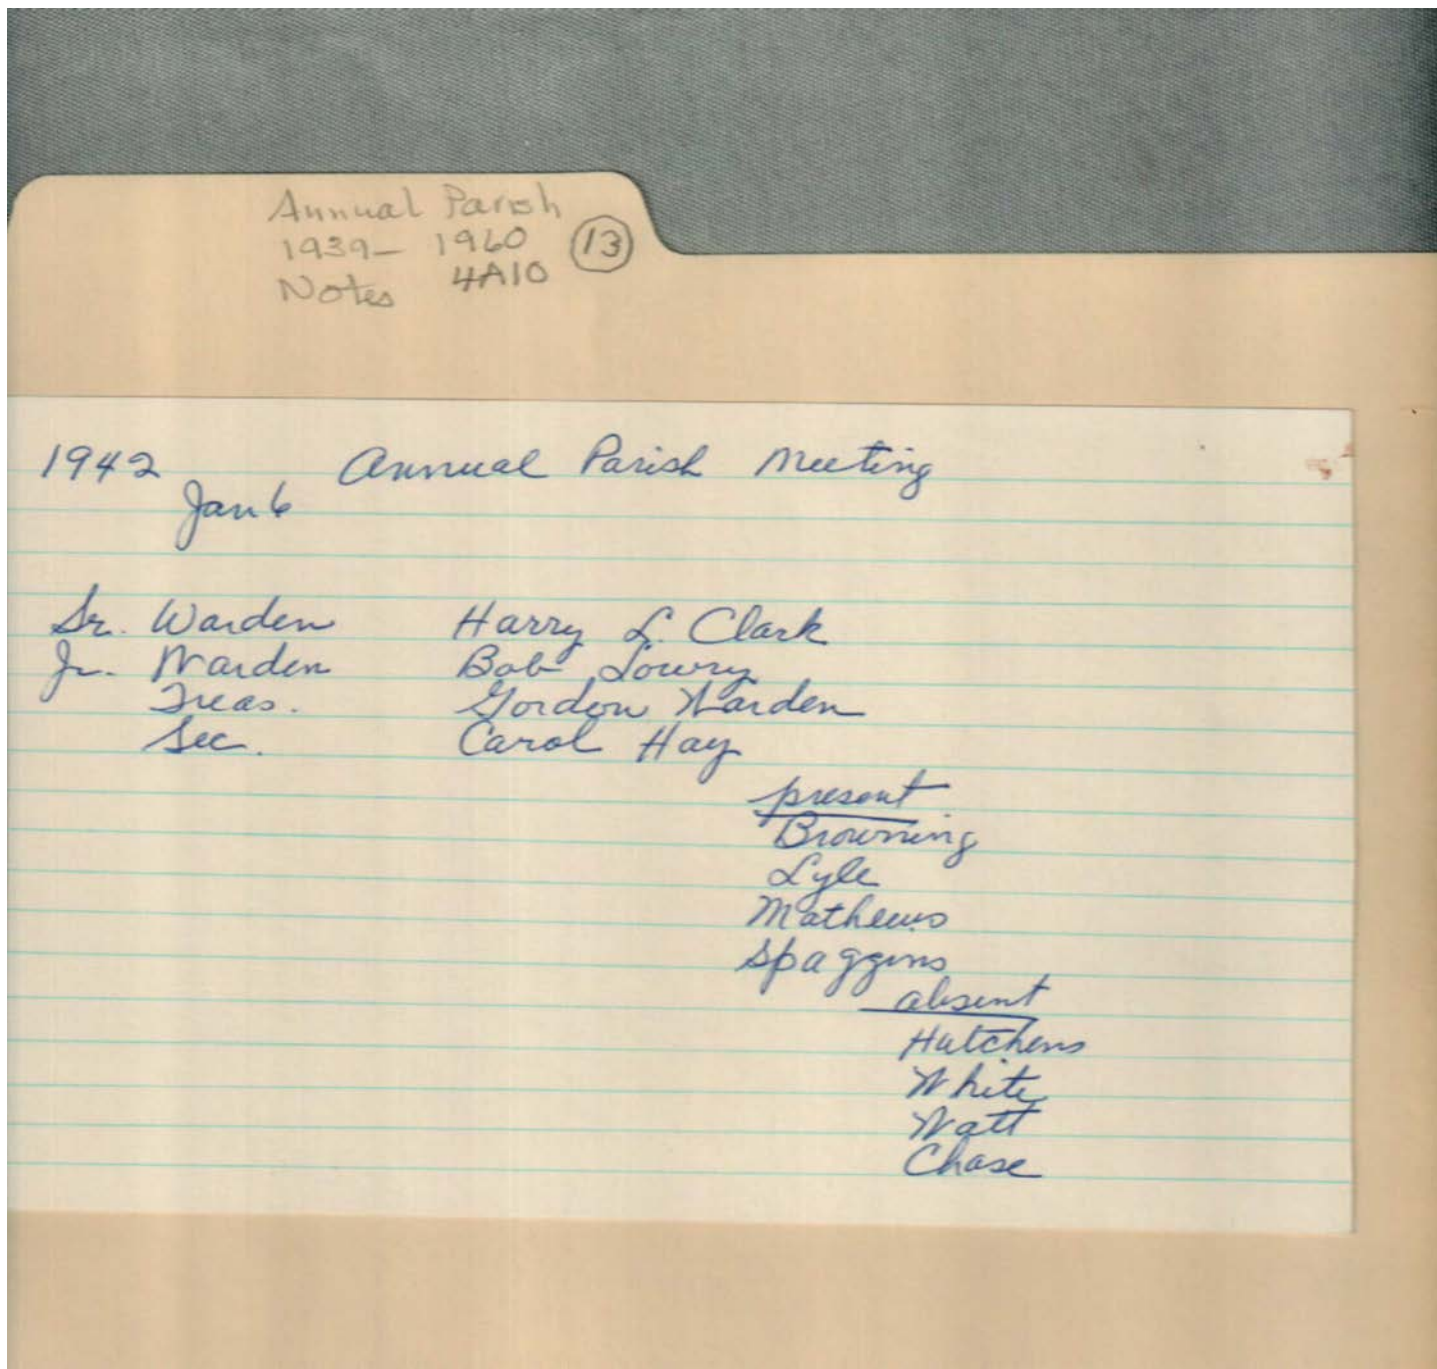 Annual Parish
1939- 1960 (13)
Notes 4A10
1942 Annual Parish Meeting
Jan 6
Sr. Warden Harry L. Clark
Jr. Warden Bob Lowry
Treas. Gordon Warden
Sec. Carol Hay
present
Browning
Lyle
Mathews
Spaggins
absent
Hutchens
White
Watt
Chase